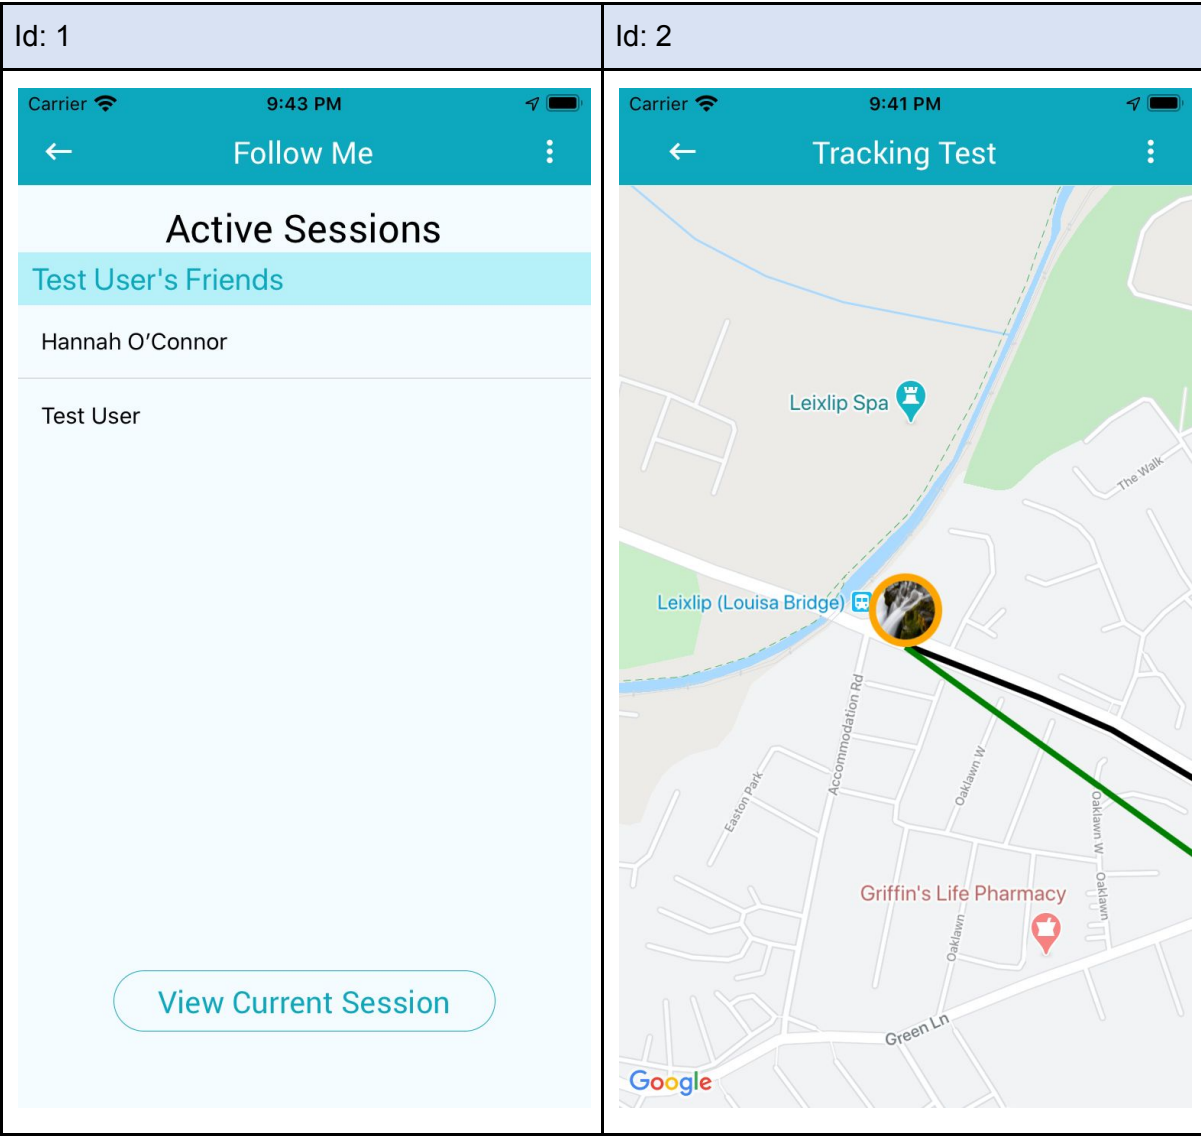 Id: 1
Id: 2
Carrier 9:43 PM
Follow Me
Active Sessions
Test User's Friends
Hannah O’Connor
Test User
View Current Session
Carrier 9:41 PM
Tracking Test
Leixlip Spa
The Walk
Leixlip (Louisa Bridge)
Accommodation Rd
Oaklawn W
Easton Park
Oaklawn W
Oaklawn
Griffin's Life Pharmacy
Oaklawn
Green Ln
Google